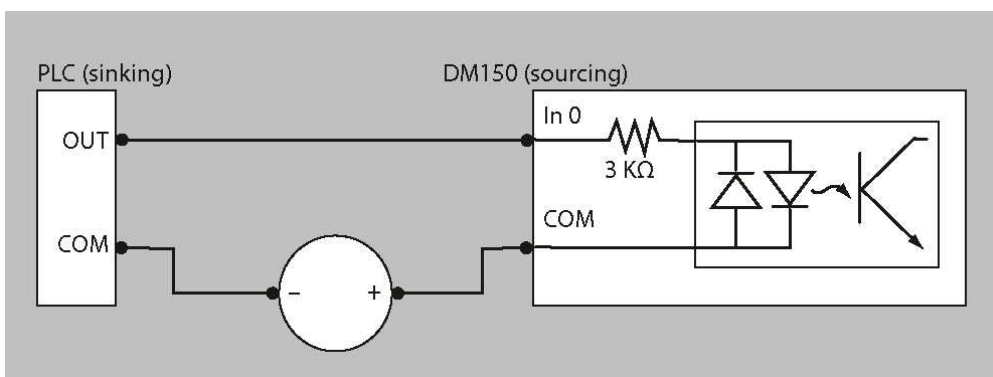 PLC (sinking)
DM150 (sourcing)
In 0
OUT
3 KΩ
COM
COM
– +